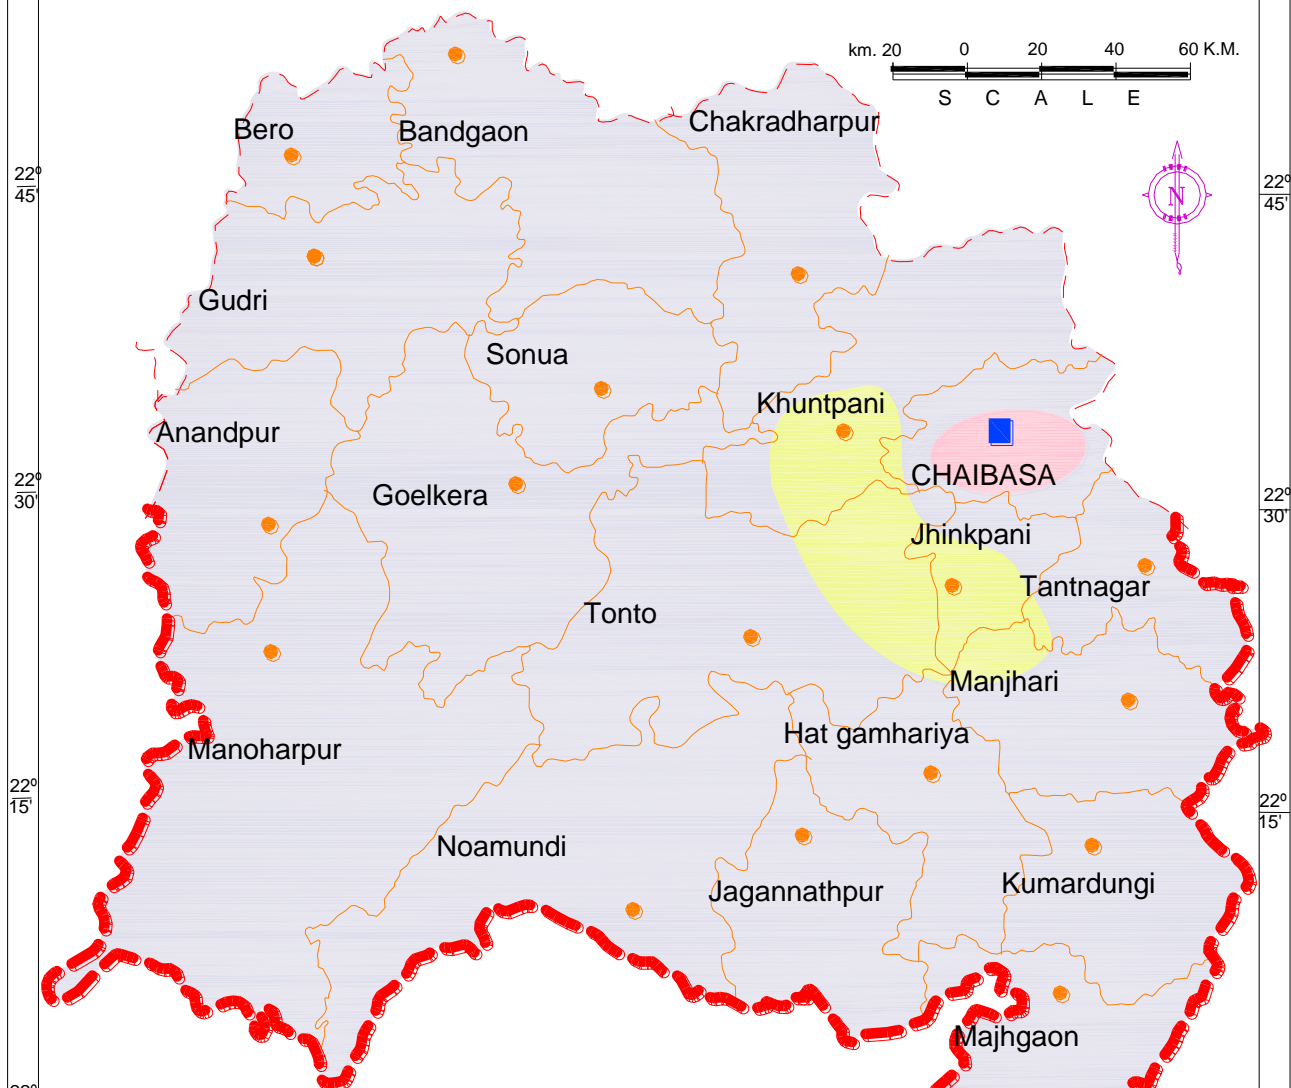 km. 20 0 20 40 60 K.M.
S C A L E
Chakradharpur
Bero
Bandgaon
22º
45'
22º
45'
N
Gudri
Sonua
Khuntpani
Anandpur
CHAIBASA
Goelkera
22º
30'
22º
30'
Jhinkpani
Tantnagar
Tonto
Manjhari
Hat gamhariya
Manoharpur
22º
15'
22º
15'
Noamundi
Jagannathpur
Kumardungi
Majhgaon